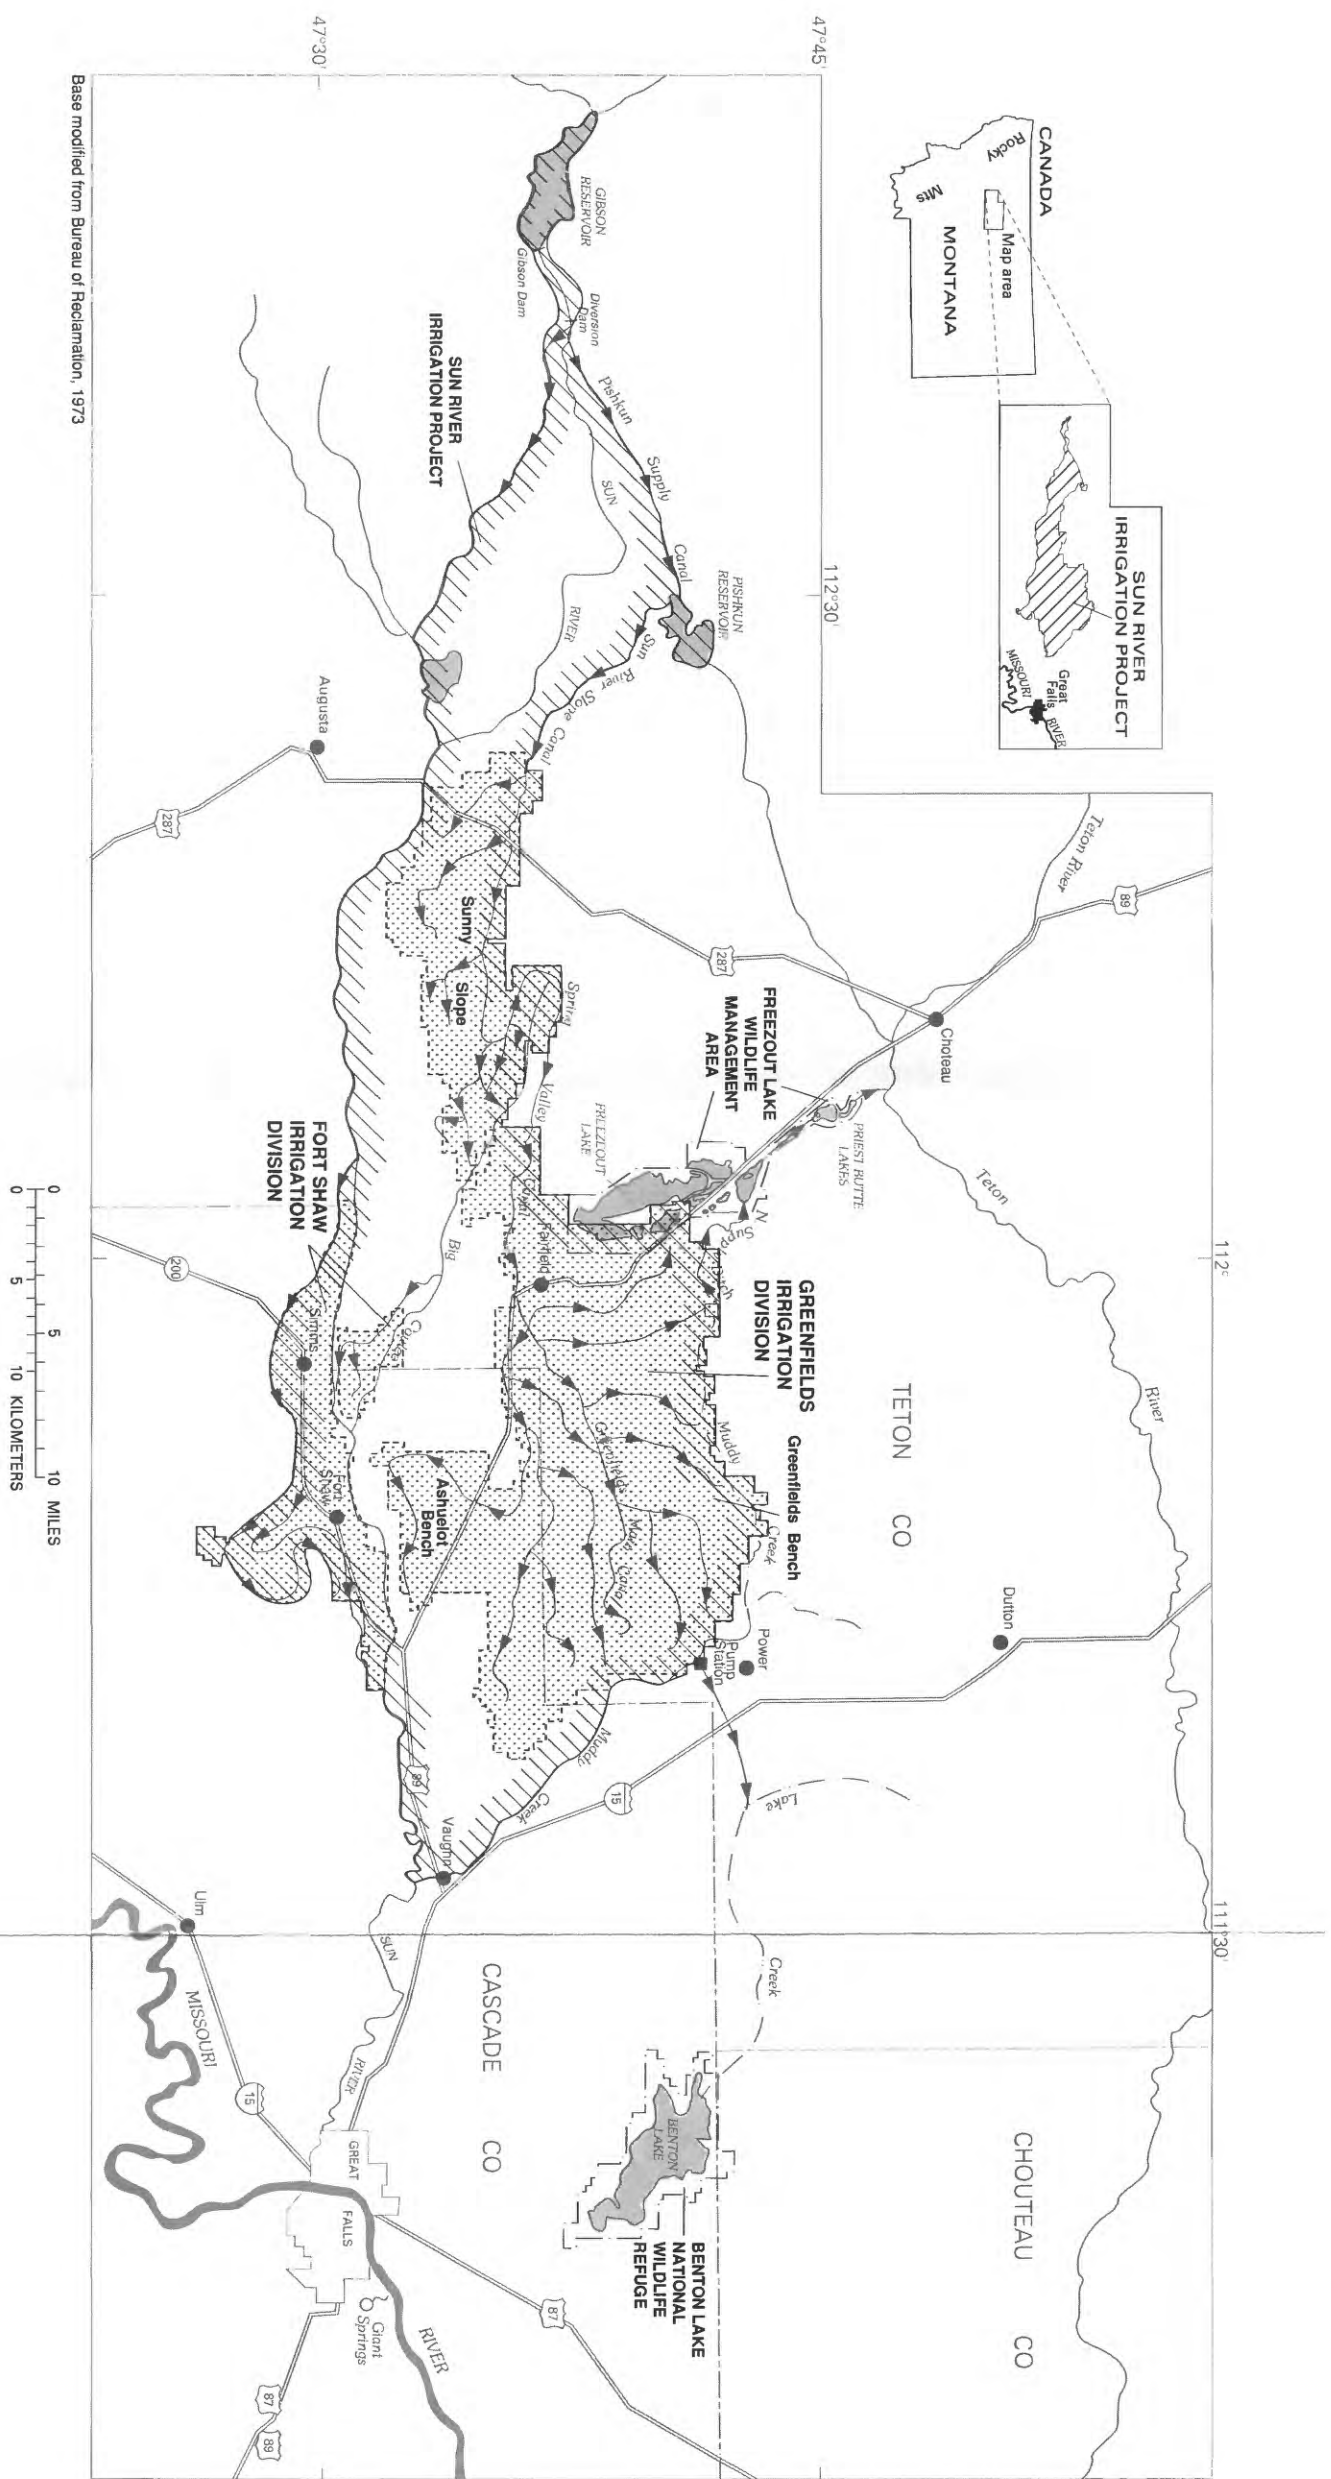 CANADA
Rocky
Mts
Map area
MONTANA
SUN RIVER
IRRIGATION PROJECT
Great
Falls
MISSOURI
RIVER
47°45'
47°30'
112°30'
112°
111°30'
GIBSON
RESERVOIR
Gibson Dam
Diversion
Dam
Pishkun
Supply
Canal
PISHKUN
RESERVOIR
SUN
RIVER
SUN RIVER
IRRIGATION PROJECT
Sun
River
Slope
Canal
Augusta
287
287
Teton River
89
Choteau
Sunny
Slope
Spring
Valley
Canal
FREEZOUT LAKE
WILDLIFE
MANAGEMENT
AREA
FREEZOUT
LAKE
PRIEST BUTTE
LAKES
Teton
River
Fairfield
Big
Coulee
FORT SHAW
IRRIGATION
DIVISION
200
Simms
GREENFIELDS
IRRIGATION
DIVISION
TETON CO
Greenfields Bench
Muddy
Creek
Greenfields
Main
Canal
Ashuelot
Bench
Fort
Shaw
Dutton
Power
Pump
Station
Muddy
Creek
15
Lake
Creek
89
Vaughn
Ulm
SUN
RIVER
MISSOURI
RIVER
15
CASCADE CO
CHOUTEAU CO
BENTON
LAKE
BENTON LAKE
NATIONAL
WILDLIFE
REFUGE
GREAT
FALLS
Giant
Springs
87
87
89
0 5 10 MILES
0 5 10 KILOMETERS
Base modified from Bureau of Reclamation, 1973